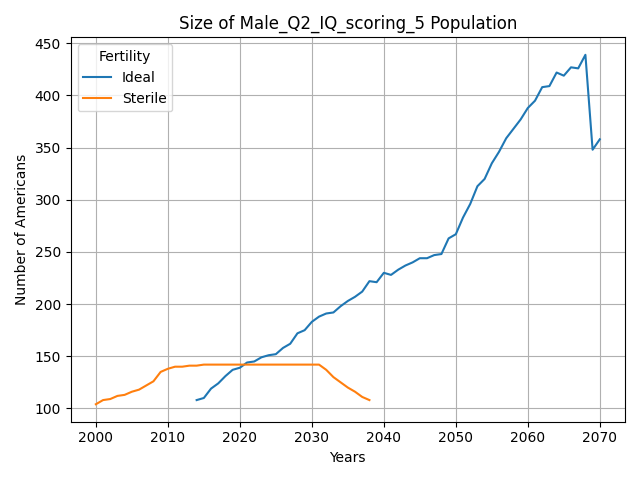 Size of Male_Q2_IQ_scoring_5 Population
Fertility
Ideal
Sterile
Number of Americans
450
400
350
300
250
200
150
100
2000 2010 2020 2030 2040 2050 2060 2070
Years